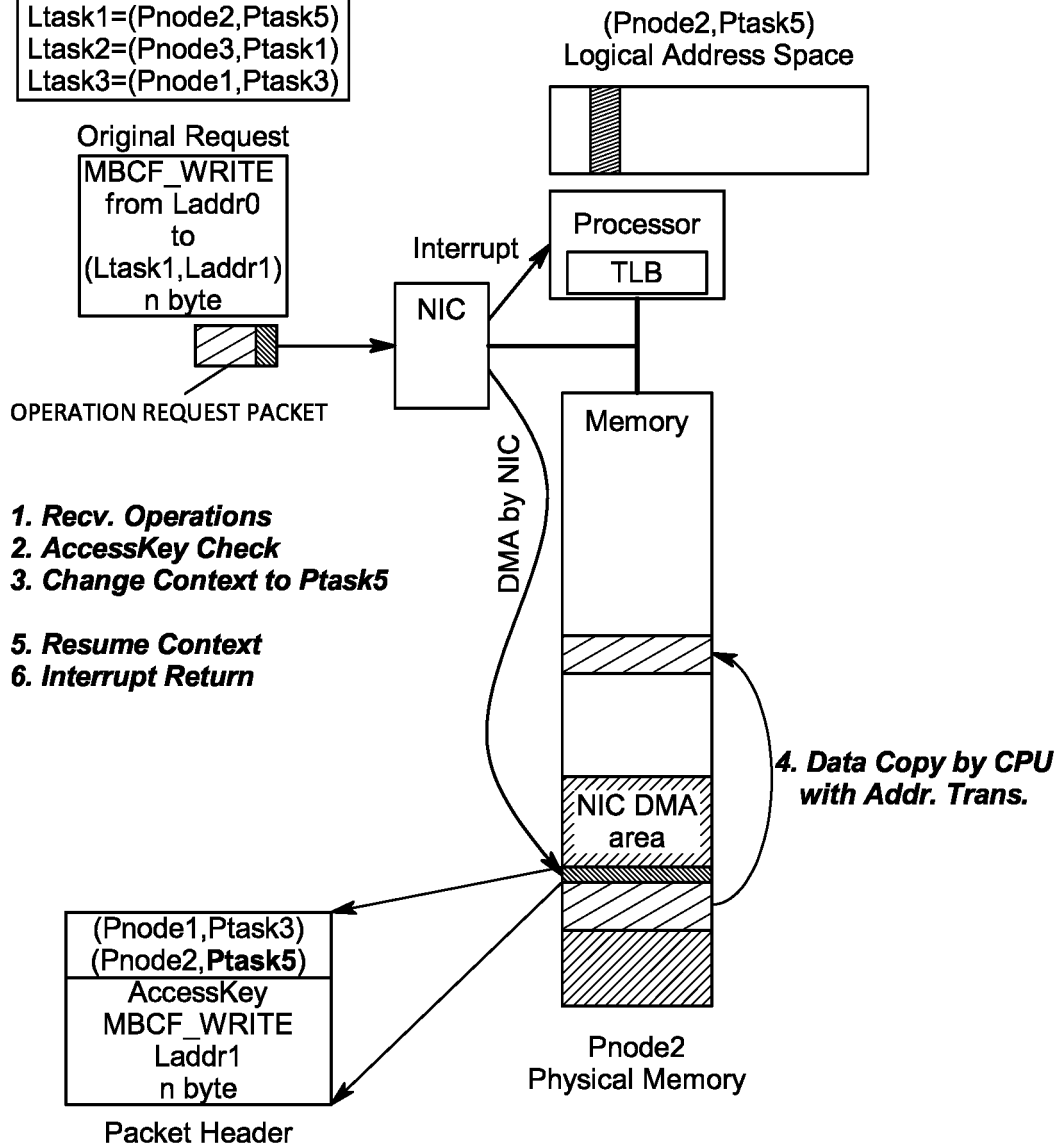 Ltask1=(Pnode2,Ptask5)
Ltask2=(Pnode3,Ptask1)
Ltask3=(Pnode1,Ptask3)
(Pnode2,Ptask5)
Logical Address Space
Original Request
MBCF_WRITE
from Laddr0
to
(Ltask1,Laddr1)
n byte
OPERATION REQUEST PACKET
NIC
Interrupt
Processor
TLB
Memory
DMA by NIC
1. Recv. Operations
2. AccessKey Check
3. Change Context to Ptask5
5. Resume Context
6. Interrupt Return
4. Data Copy by CPU
with Addr. Trans.
NIC DMA
area
(Pnode1,Ptask3)
(Pnode2,Ptask5)
AccessKey
MBCF_WRITE
Laddr1
n byte
Packet Header
Pnode2
Physical Memory